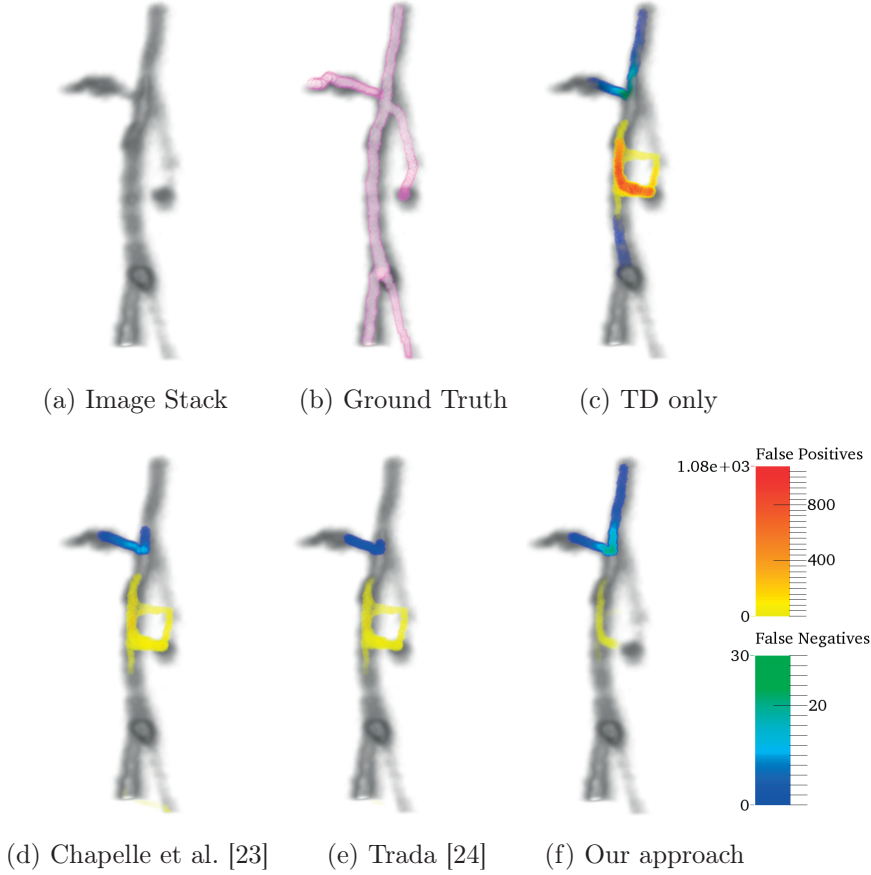 (a) Image Stack
(b) Ground Truth
(c) TD only
False Positives
1.08e+03
800
400
0
False Negatives
30
20
0
(d) Chapelle et al. [23]
(e) Trada [24]
(f) Our approach